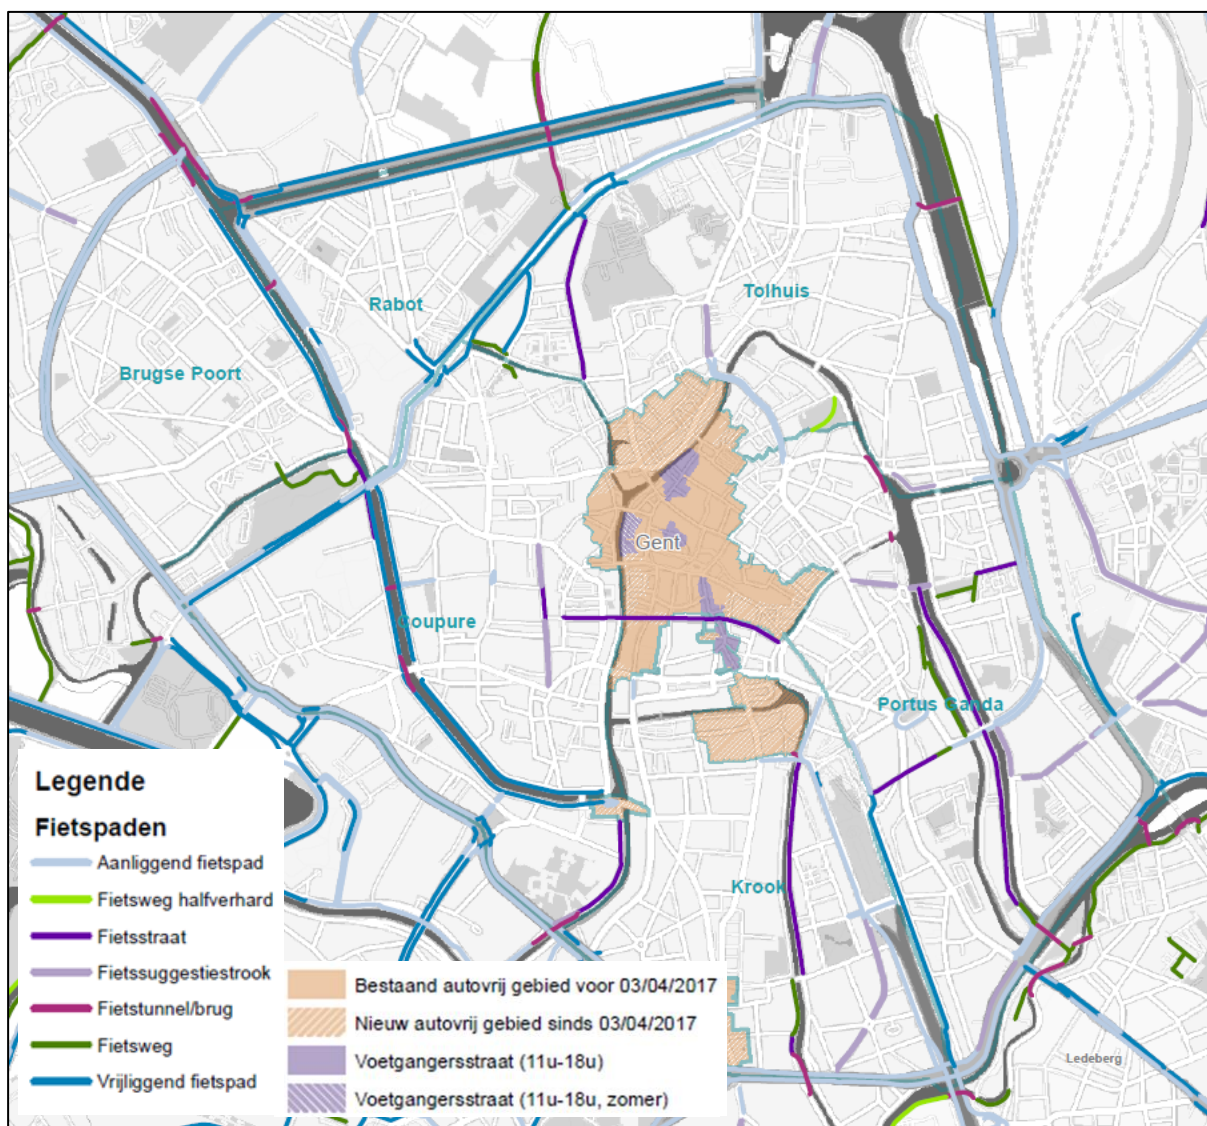 Tolhuis
Rabot
Brugse Poort
Gent
Coupure
Portus Ganda
Krook
Ledeberg
Legende
Fietspaden
Aanliggend fietspad
Fietsweg halfverhard
Fietsstraat
Fietssuggestiestrook
Fietstunnel/brug
Fietsweg
Vrijliggend fietspad
Bestaand autovrij gebied voor 03/04/2017
Nieuw autovrij gebied sinds 03/04/2017
Voetgangersstraat (11u-18u)
Voetgangersstraat (11u-18u, zomer)